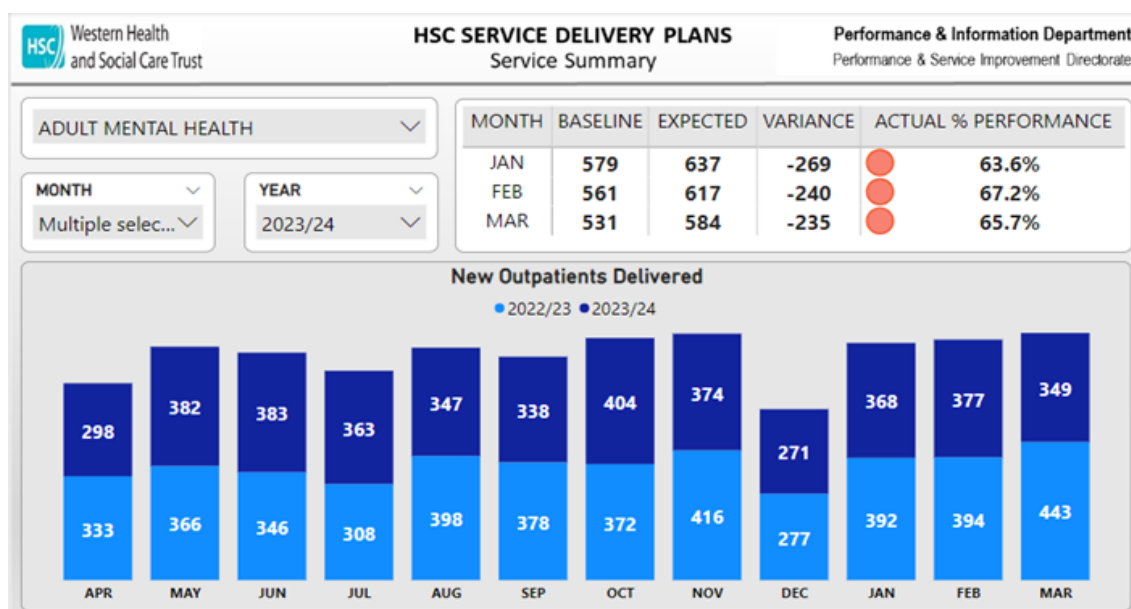 HSC Western Health
and Social Care Trust
HSC SERVICE DELIVERY PLANS
Service Summary
Performance & Information Department
Performance & Service Improvement Directorate
ADULT MENTAL HEALTH
MONTH YEAR
Multiple selec... 2023/24
MONTH BASELINE EXPECTED VARIANCE ACTUAL % PERFORMANCE
JAN 579 637 -269 63.6%
FEB 561 617 -240 67.2%
MAR 531 584 -235 65.7%
New Outpatients Delivered
2022/23 2023/24
298 382 383 363 347 338 404 374 271 368 377 349
333 366 346 308 398 378 372 416 277 392 394 443
APR MAY JUN JUL AUG SEP OCT NOV DEC JAN FEB MAR